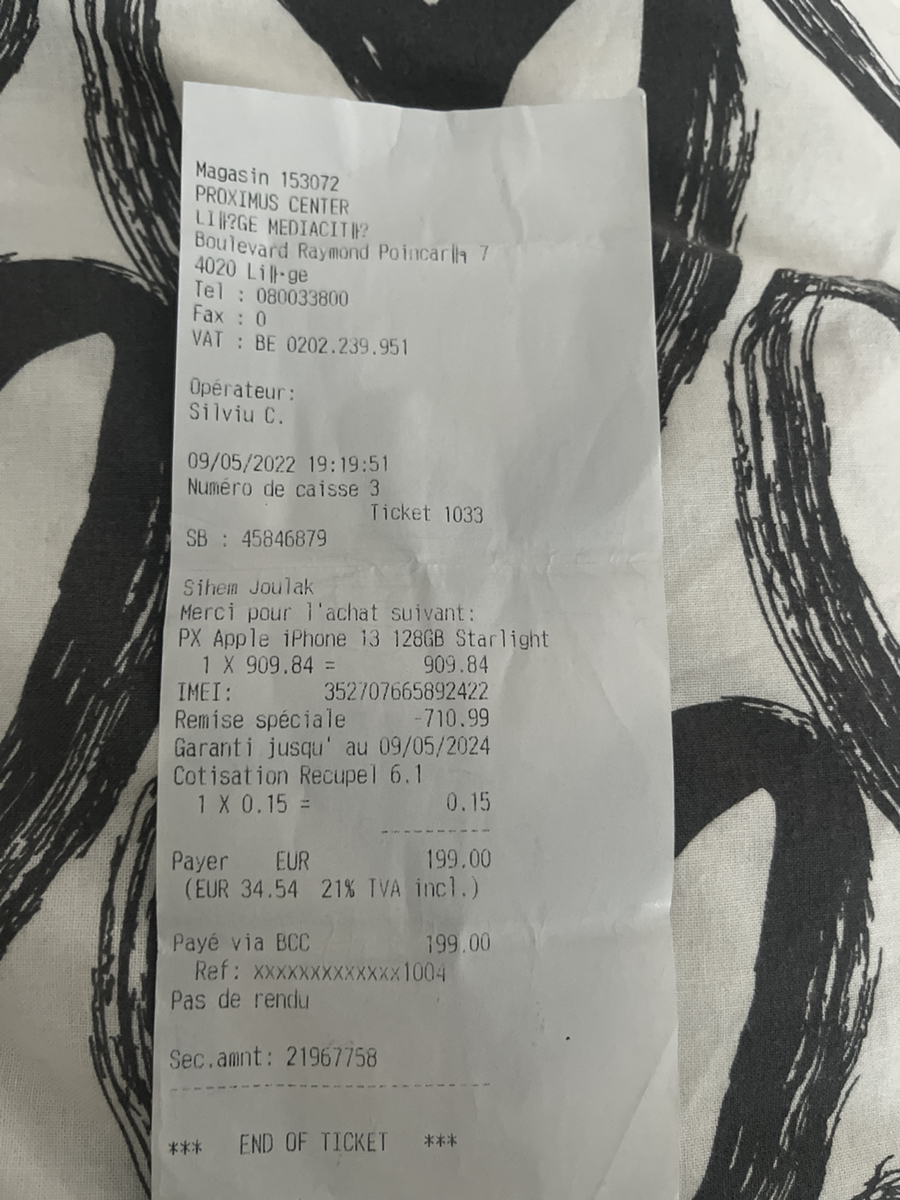 Magasin 153072
PROXIMUS CENTER
LI╟?GE MEDIACIT╟?
Boulevard Raymond Poincar╟╕ 7
4020 Li╟·ge
Tel : 080033800
Fax : 0
VAT : BE 0202.239.951
Opérateur:
Silviu C.
09/05/2022 19:19:51
Numéro de caisse 3
Ticket 1033
SB : 45846879
Sihem Joulak
Merci pour l'achat suivant:
PX Apple iPhone 13 128GB Starlight
1 X 909.84 = 909.84
IMEI: 352707665892422
Remise spéciale -710.99
Garanti jusqu' au 09/05/2024
Cotisation Recupel 6.1
1 X 0.15 = 0.15
----------
Payer EUR 199.00
(EUR 34.54 21% TVA incl.)
Payé via BCC 199.00
Ref: xxxxxxxxxxxxx1004
Pas de rendu
Sec.amnt: 21967758
------------------------------
*** END OF TICKET ***